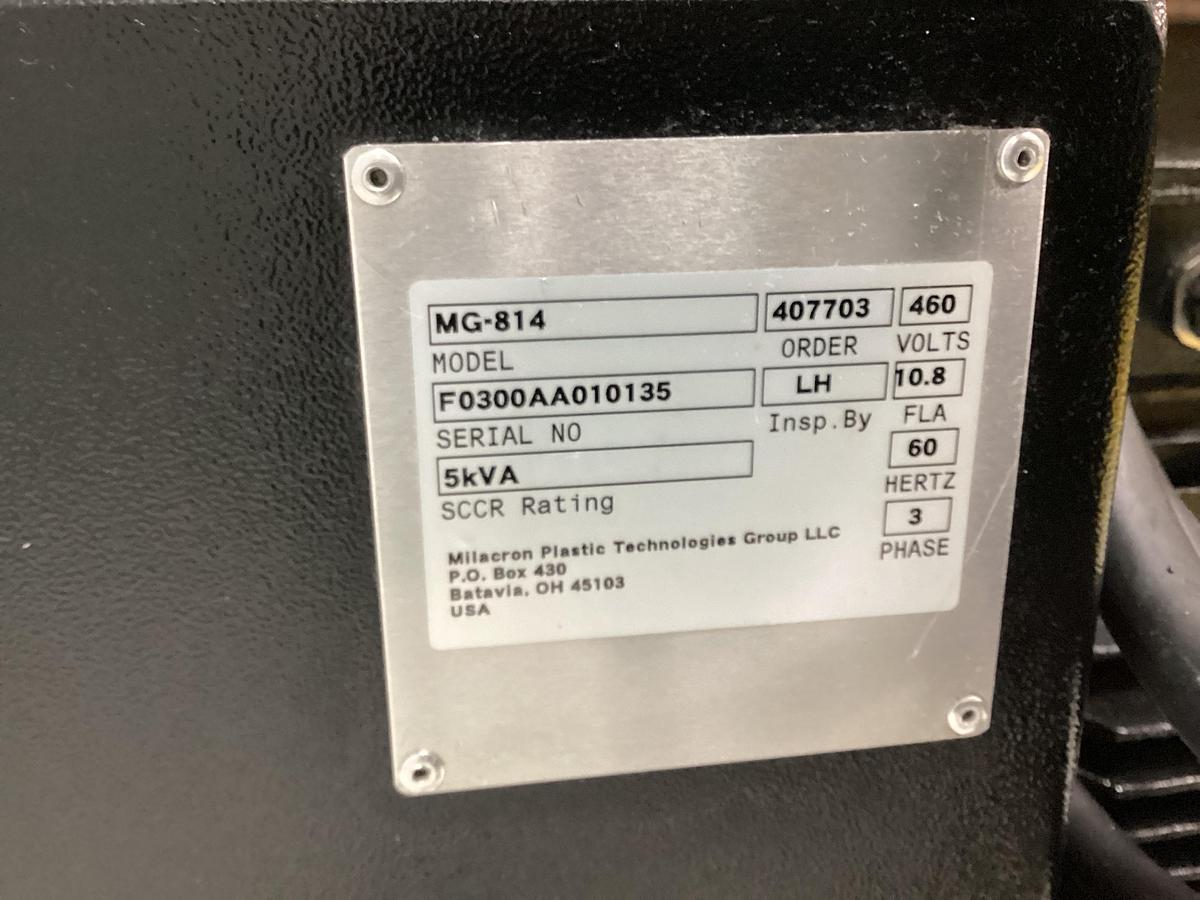 MG-814 407703 460
MODEL ORDER VOLTS
F0300AA010135 LH 10.8
SERIAL NO Insp.By FLA
5kVA 60
SCCR Rating HERTZ
3
PHASE
Milacron Plastic Technologies Group LLC
P.O. Box 430
Batavia, OH 45103
USA